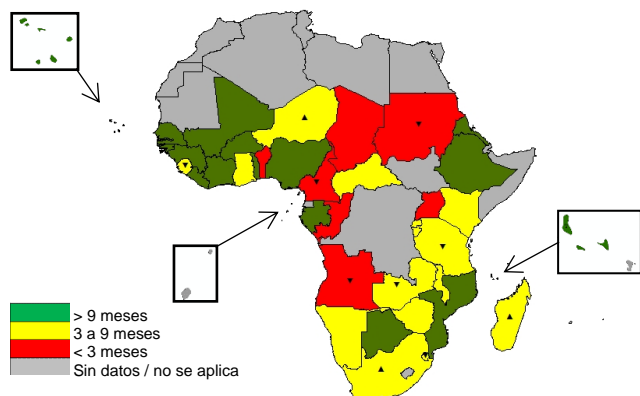 > 9 meses
3 a 9 meses
< 3 meses
Sin datos / no se aplica